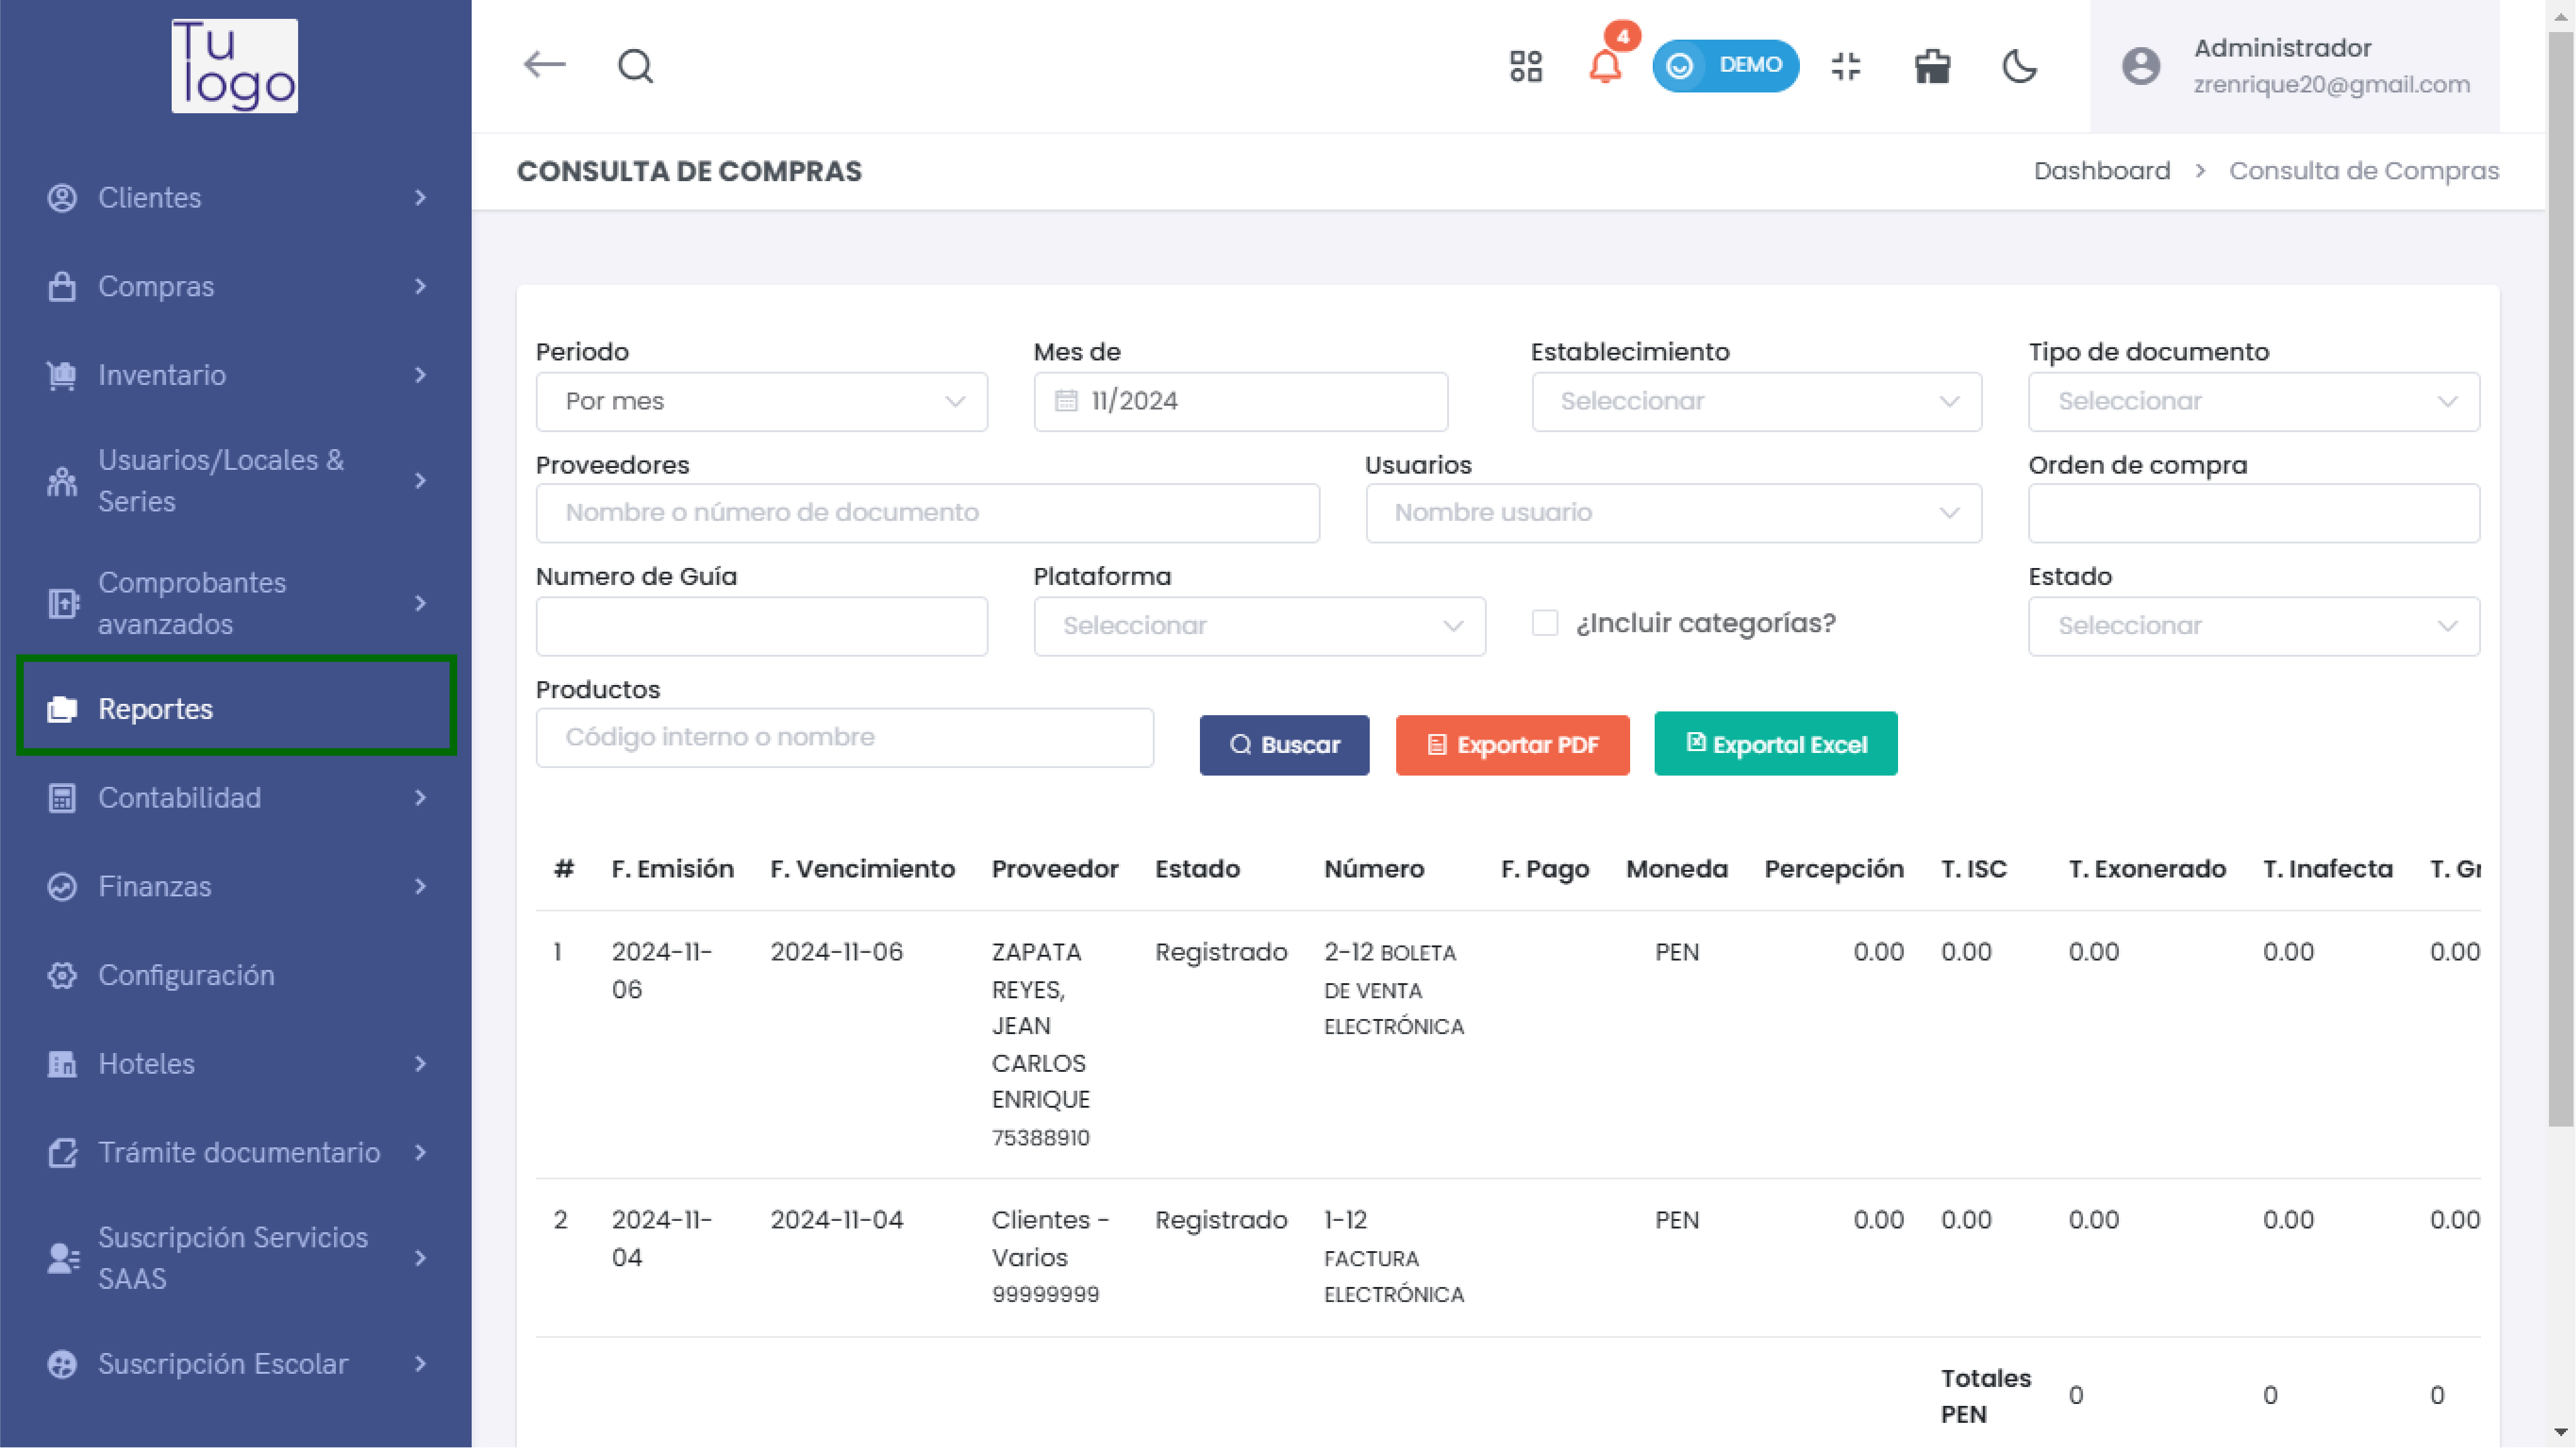 Tu
logo
4
DEMO
Administrador
zrenrique20@gmail.com
CONSULTA DE COMPRAS
Dashboard > Consulta de Compras
Clientes
Compras
Inventario
Usuarios/Locales &
Series
Comprobantes
avanzados
Reportes
Contabilidad
Finanzas
Configuración
Hoteles
Trámite documentario
Suscripción Servicios
SAAS
Suscripción Escolar
Periodo Mes de Establecimiento Tipo de documento
Por mes 11/2024 Seleccionar Seleccionar
Proveedores Usuarios Orden de compra
Nombre o número de documento Nombre usuario
Numero de Guía Plataforma Estado
Seleccionar ¿Incluir categorías? Seleccionar
Productos
Código interno o nombre Buscar Exportar PDF Exportal Excel
# F. Emisión F. Vencimiento Proveedor Estado Número F. Pago Moneda Percepción T. ISC T. Exonerado T. Inafecta T. Gr
1 2024-11- 2024-11-06 ZAPATA Registrado 2-12 BOLETA PEN 0.00 0.00 0.00 0.00 0.00
06 REYES, DE VENTA
JEAN ELECTRÓNICA
CARLOS
ENRIQUE
75388910
2 2024-11- 2024-11-04 Clientes - Registrado 1-12 PEN 0.00 0.00 0.00 0.00 0.00
04 Varios FACTURA
99999999 ELECTRÓNICA
Totales
PEN 0 0 0